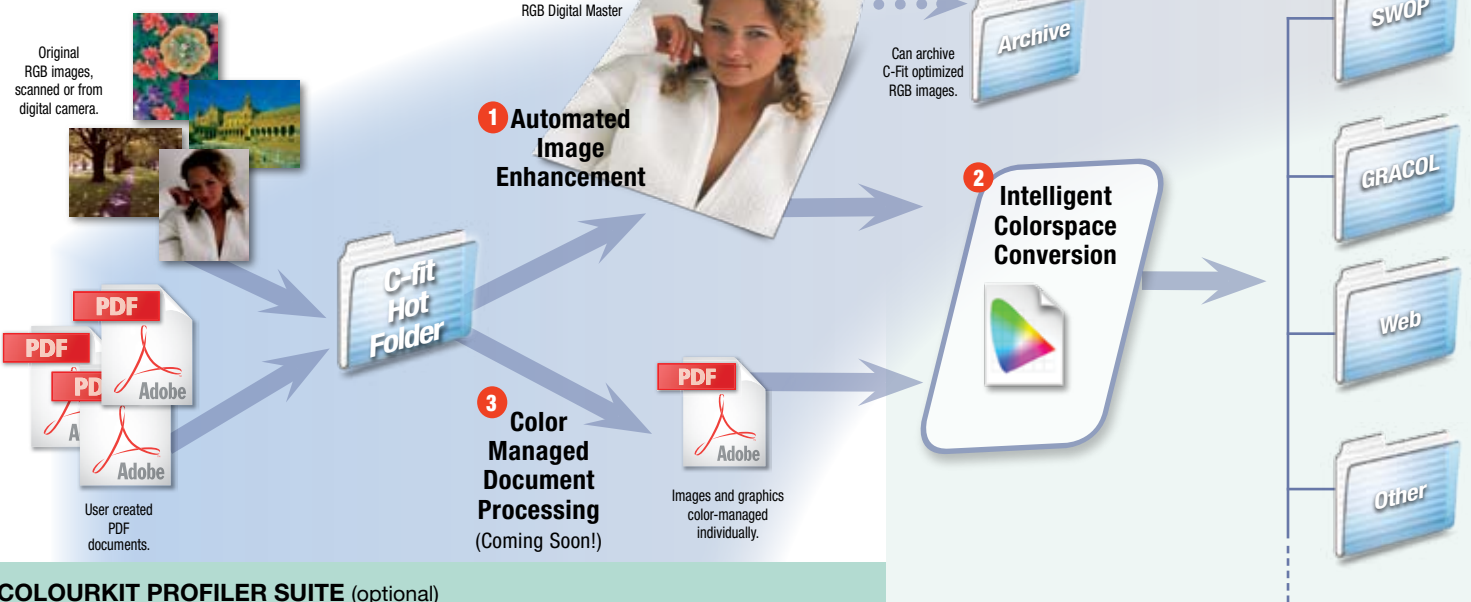 RGB Digital Master
Original
RGB images,
scanned or from
digital camera.
Can archive
C-Fit optimized
RGB images.
Archive
SWOP
1 Automated
Image
Enhancement
2
Intelligent
Colorspace
Conversion
GRACOL
C-fit
Hot
Folder
Web
PDF
Adobe
PDF
A
PD
Adobe
User created
PDF
documents.
3
Color
Managed
Document
Processing
(Coming Soon!)
PDF
Adobe
Images and graphics
color-managed
individually.
Other
COLOURKIT PROFILER SUITE (optional)